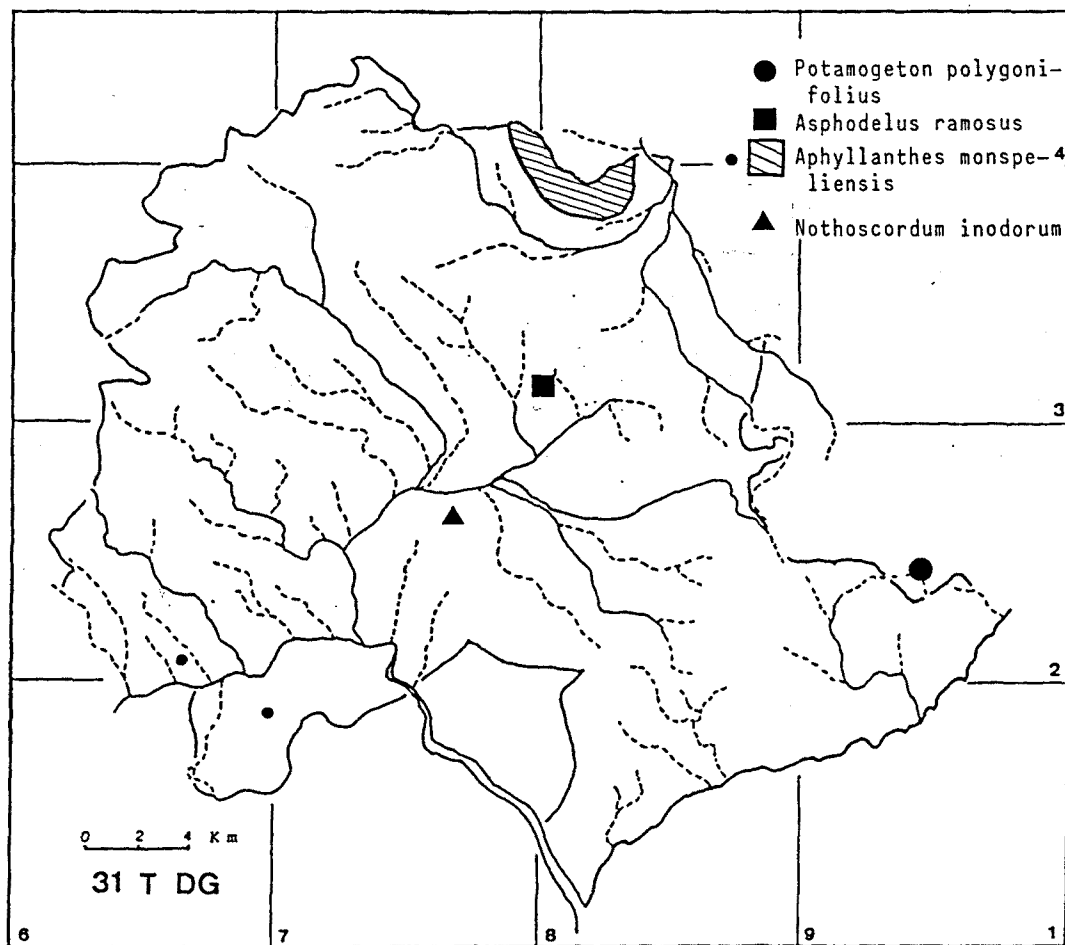 Potamogeton polygoni-
folius
Asphodelus ramosus
Aphyllanthes monspe-
liensis
4
Nothoscordum inodorum
3
2
0 2 4 Km
31 T DG
6 7 8 9 1